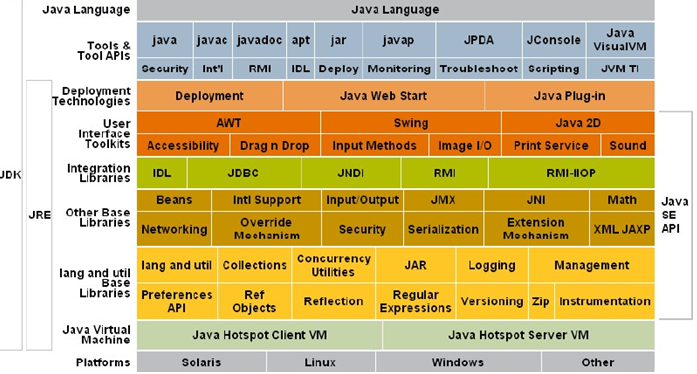 Java Language Java Language
Tools & Tool APIs
java javac javadoc apt jar javap JPDA JConsole Java VisualVM
Security Int'l RMI IDL Deploy Monitoring Troubleshoot Scripting JVM TI
Deployment Technologies
Deployment Java Web Start Java Plug-in
User Interface Toolkits
AWT Swing Java 2D
Accessibility Drag n Drop Input Methods Image I/O Print Service Sound
Integration Libraries
IDL JDBC JNDI RMI RMI-IIOP
Other Base Libraries
Beans Intl Support Input/Output JMX JNI Math
Networking Override Mechanism Security Serialization Extension Mechanism XML JAXP
lang and util Base Libraries
lang and util Collections Concurrency Utilities JAR Logging Management
Preferences API Ref Objects Reflection Regular Expressions Versioning Zip Instrumentation
Java Virtual Machine
Java Hotspot Client VM Java Hotspot Server VM
Platforms Solaris Linux Windows Other
JDK
JRE
Java SE API